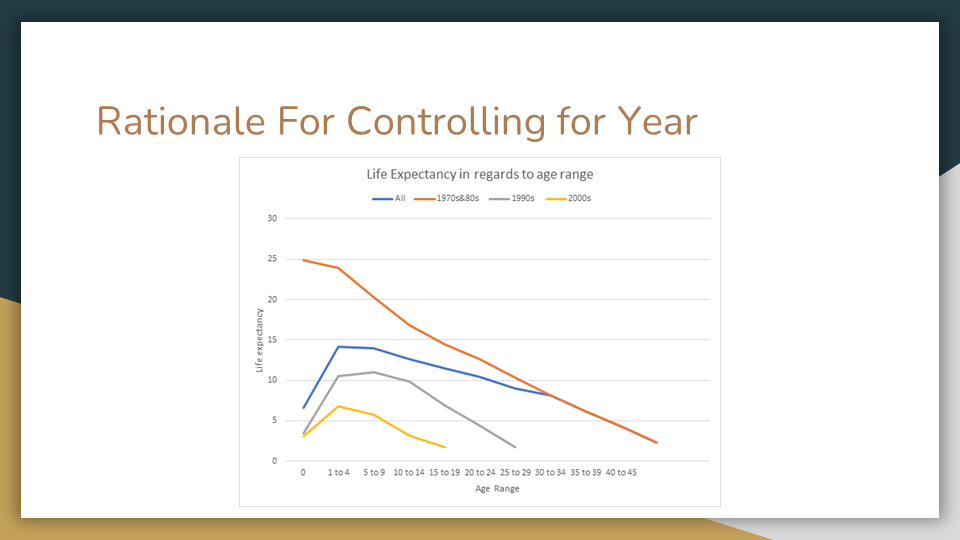 Rationale For Controlling for Year
Life Expectancy in regards to age range
All 1970s&80s 1990s 2000s
30
25
20
15
10
5
0
Life expectancy
0 1 to 4 5 to 9 10 to 14 15 to 19 20 to 24 25 to 29 30 to 34 35 to 39 40 to 45
Age Range